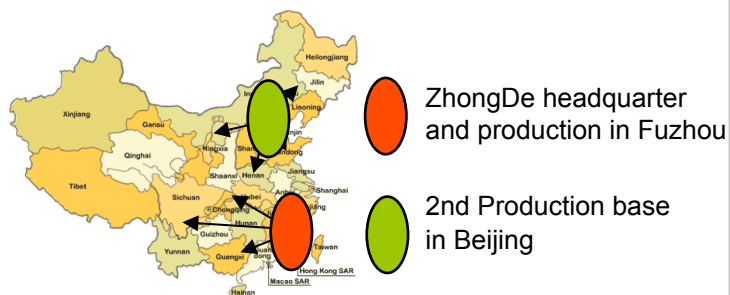 Heilongjiang
Jilin
Liaoning
Xinjiang
Gansu
Ningxia
Qinghai
Shaanxi
Henan
Jiangsu
Shanghai
Tibet
Sichuan
Chongqing
Hunan
Guizhou
Yunnan
Guangxi
Taiwan
Hong Kong SAR
Macao SAR
Hainan
ZhongDe headquarter
and production in Fuzhou
2nd Production base
in Beijing